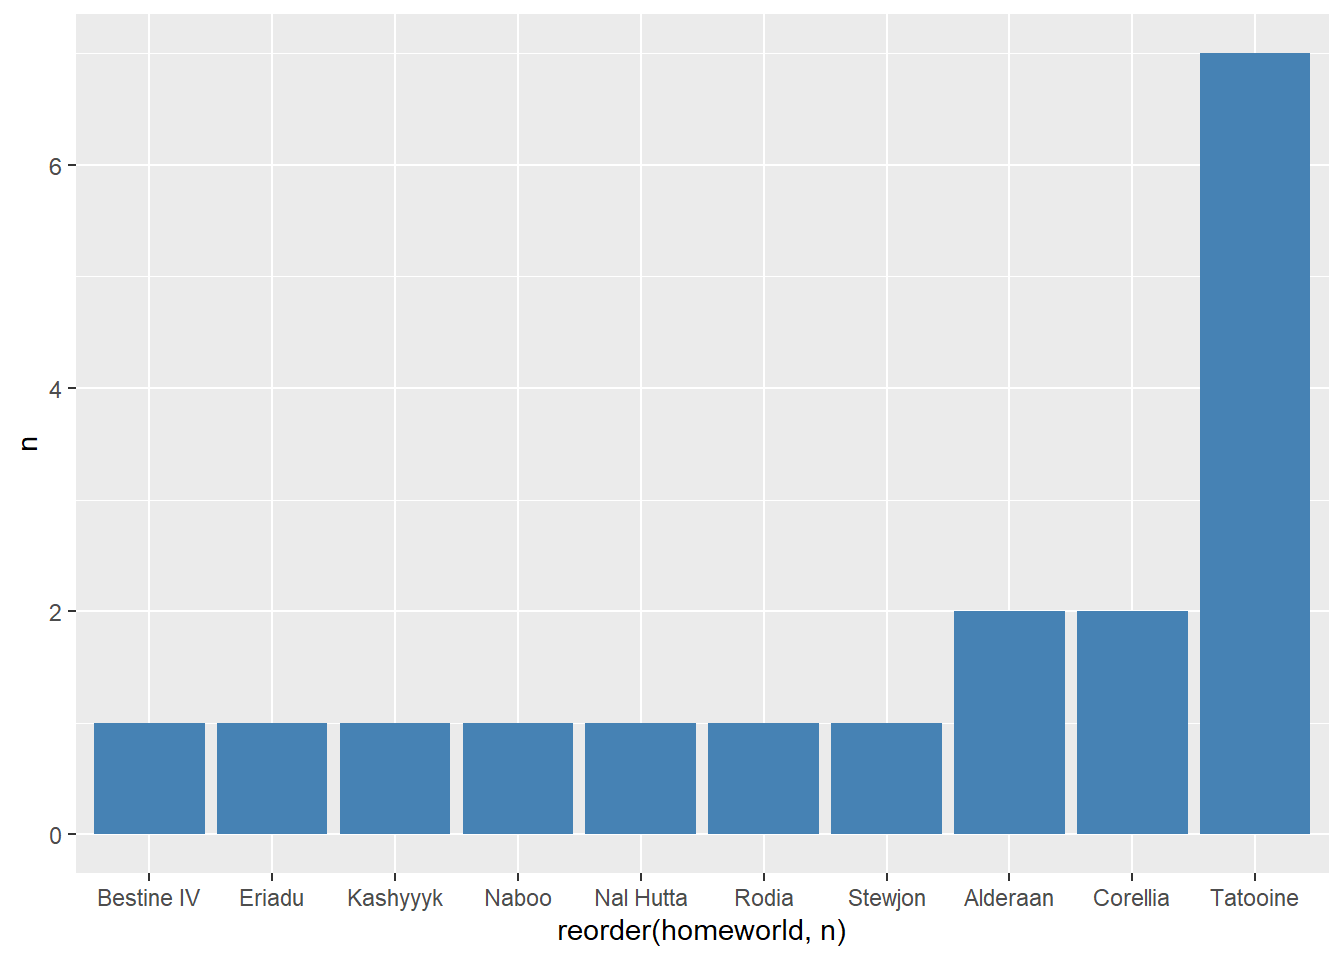 6
4
n
2
0
Bestine IV Eriadu Kashyyyk Naboo Nal Hutta Rodia Stewjon Alderaan Corellia Tatooine
reorder(homeworld, n)